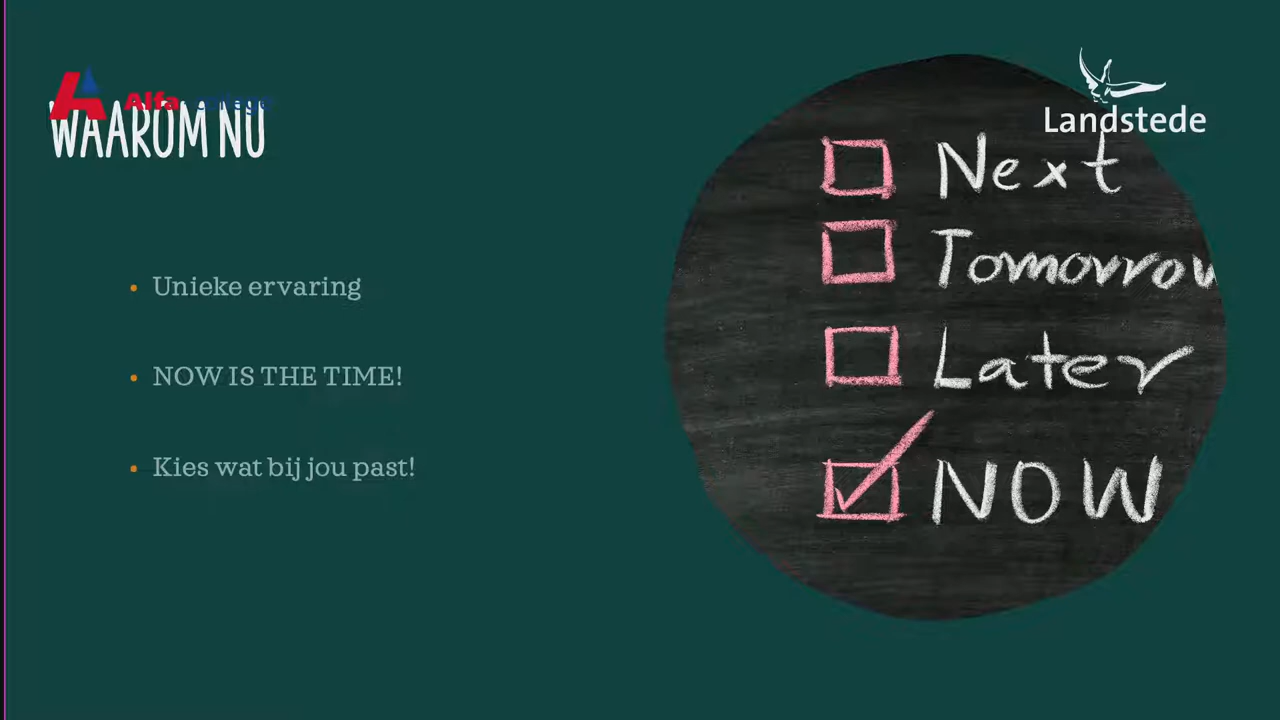 Alfa-college
WAAROM NU
Unieke ervaring
NOW IS THE TIME!
Kies wat bij jou past!
Landstede
Next
Tomorrow
Later
NOW